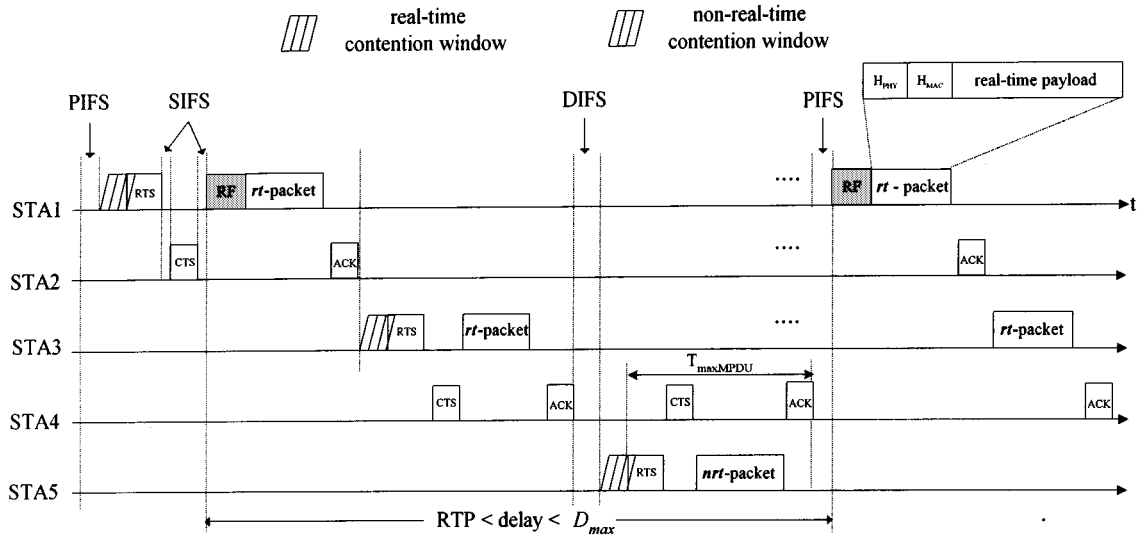 real-time
contention window
non-real-time
contention window
H_PHY H_MAC real-time payload
PIFS SIFS DIFS PIFS
STA1 RTS RF rt-packet .... RF rt - packet t
STA2 CTS ACK .... ACK
STA3 RTS rt-packet .... rt-packet
T_maxMPDU
STA4 CTS ACK CTS ACK ACK
STA5 RTS nrt-packet
RTP < delay < D_max